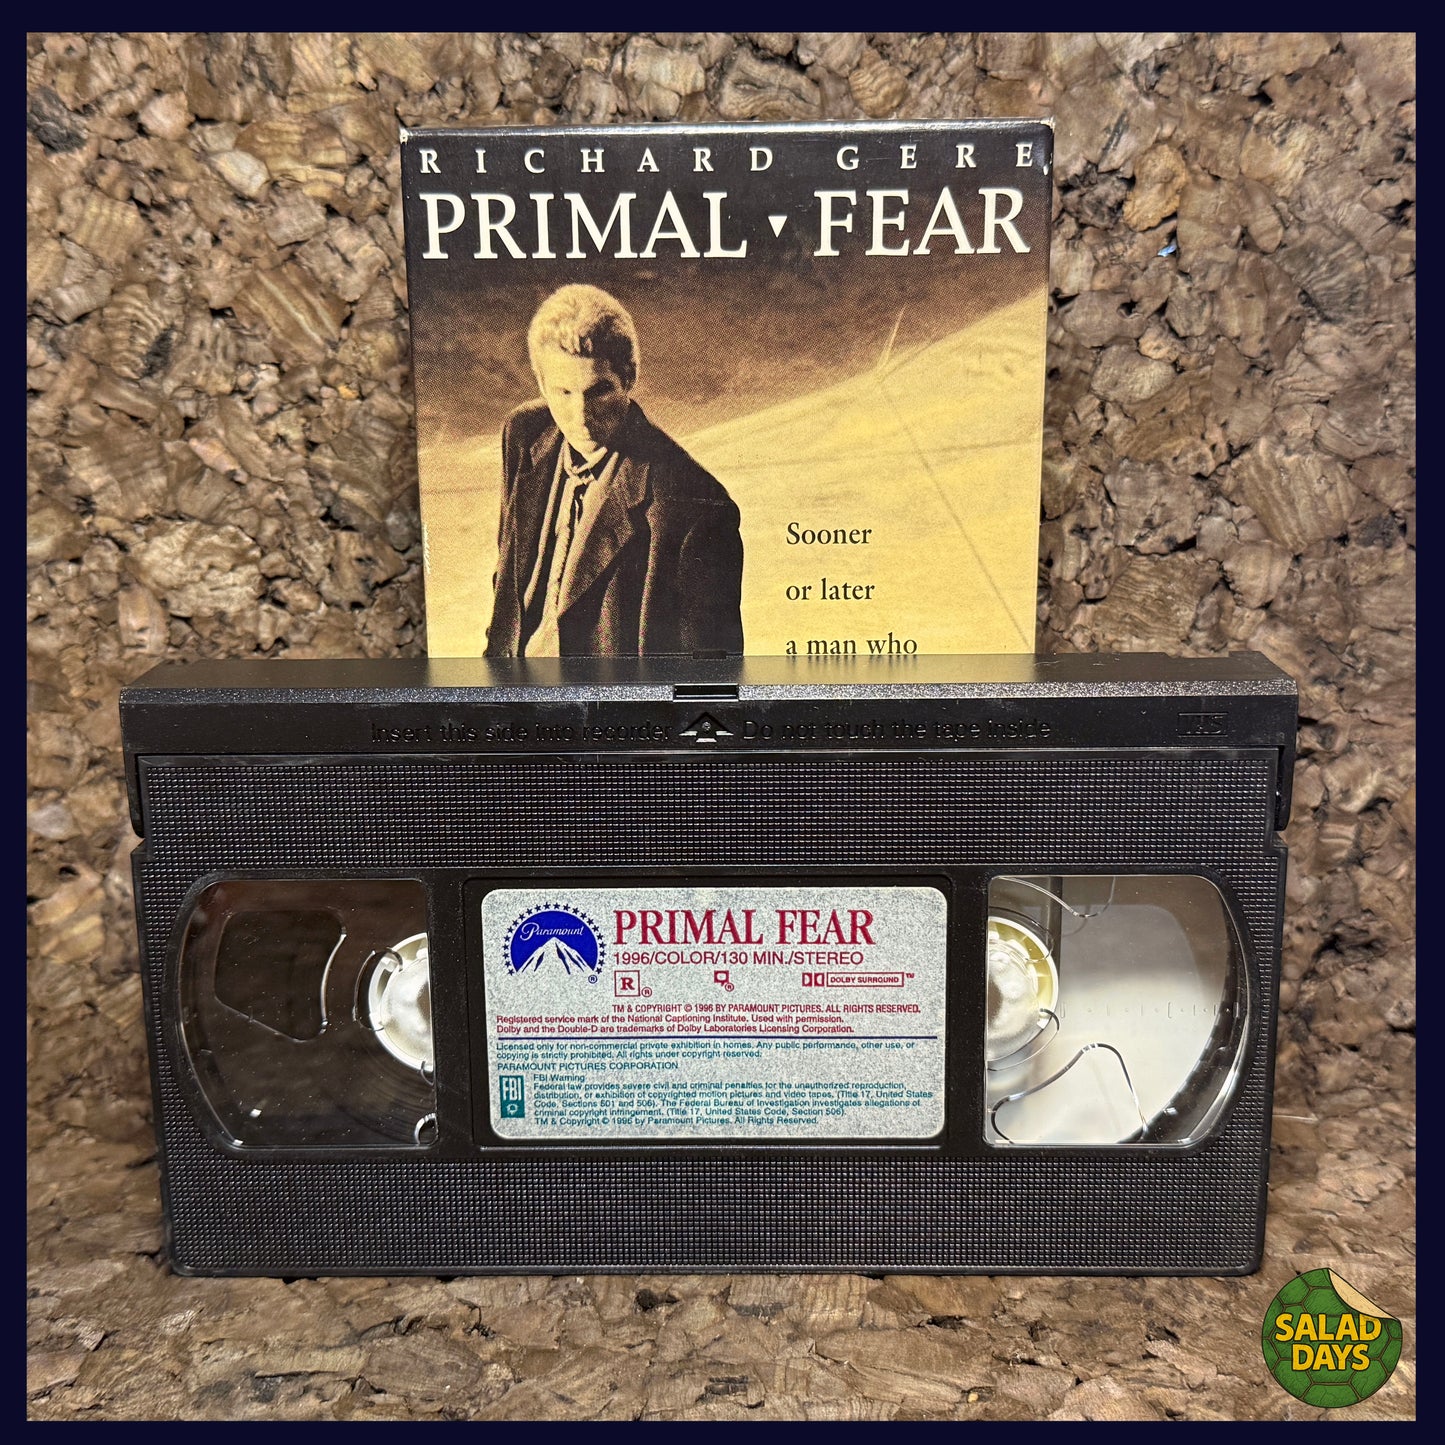 RICHARD GERE
PRIMAL ▼ FEAR
Sooner
or later
a man who
Insert this side into recorder
Do not touch the tape inside
VHS
Paramount
®
PRIMAL FEAR
1996/COLOR/130 MIN./STEREO
R ® ® DOLBY SURROUND ™
TM & COPYRIGHT © 1996 BY PARAMOUNT PICTURES. ALL RIGHTS RESERVED.
Registered service mark of the National Captioning Institute. Used with permission.
Dolby and the Double-D are trademarks of Dolby Laboratories Licensing Corporation.
Licensed only for non-commercial private exhibition in homes. Any public performance, other use, or
copying is strictly prohibited. All rights under copyright reserved.
PARAMOUNT PICTURES CORPORATION
FBI
FBI Warning
Federal law provides severe civil and criminal penalties for the unauthorized reproduction,
distribution, or exhibition of copyrighted motion pictures and video tapes. (Title 17, United States
Code, Sections 501 and 506). The Federal Bureau of Investigation investigates allegations of
criminal copyright infringement. (Title 17, United States Code, Section 506).
TM & Copyright © 1996 by Paramount Pictures. All Rights Reserved.
SALAD
DAYS